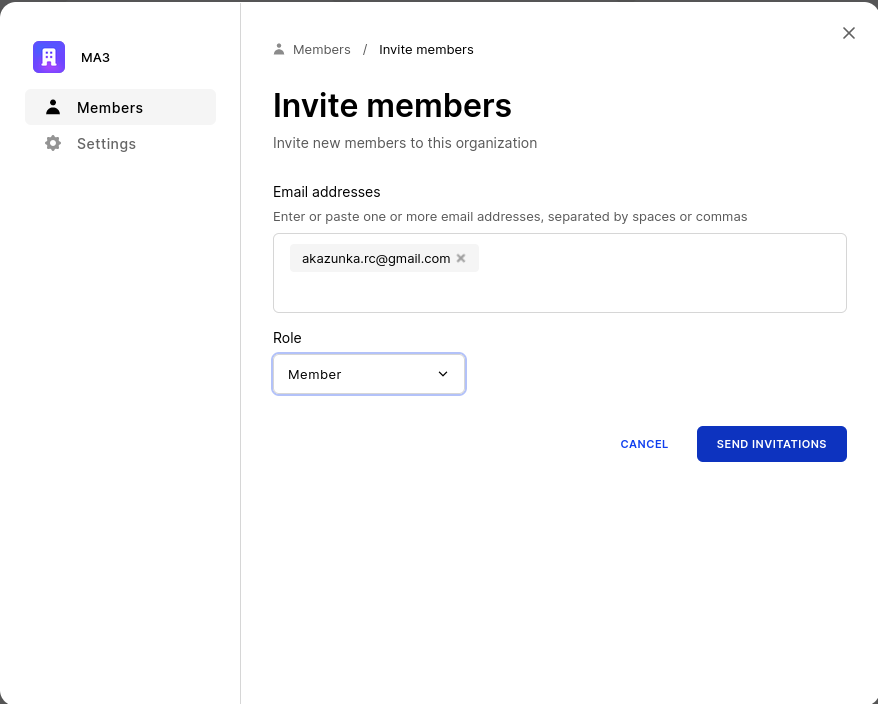 MA3
Members
Settings
Members / Invite members
Invite members
Invite new members to this organization
Email addresses
Enter or paste one or more email addresses, separated by spaces or commas
akazunka.rc@gmail.com
Role
Member
CANCEL
SEND INVITATIONS